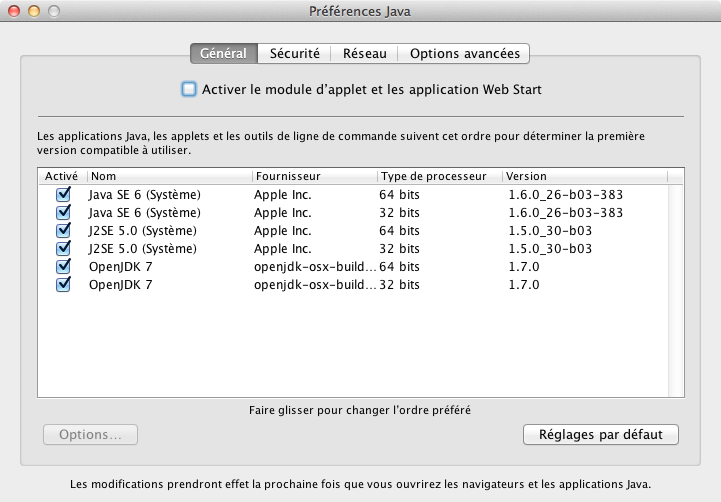 Préférences Java
Général Sécurité Réseau Options avancées
Activer le module d'applet et les application Web Start
Les applications Java, les applets et les outils de ligne de commande suivent cet ordre pour déterminer la première
version compatible à utiliser.
Activé Nom Fournisseur Type de processeur Version
Java SE 6 (Système) Apple Inc. 64 bits 1.6.0_26-b03-383
Java SE 6 (Système) Apple Inc. 32 bits 1.6.0_26-b03-383
J2SE 5.0 (Système) Apple Inc. 64 bits 1.5.0_30-b03
J2SE 5.0 (Système) Apple Inc. 32 bits 1.5.0_30-b03
OpenJDK 7 openjdk-osx-build... 64 bits 1.7.0
OpenJDK 7 openjdk-osx-build... 32 bits 1.7.0
Faire glisser pour changer l'ordre préféré
Options... Réglages par défaut
Les modifications prendront effet la prochaine fois que vous ouvrirez les navigateurs et les applications Java.